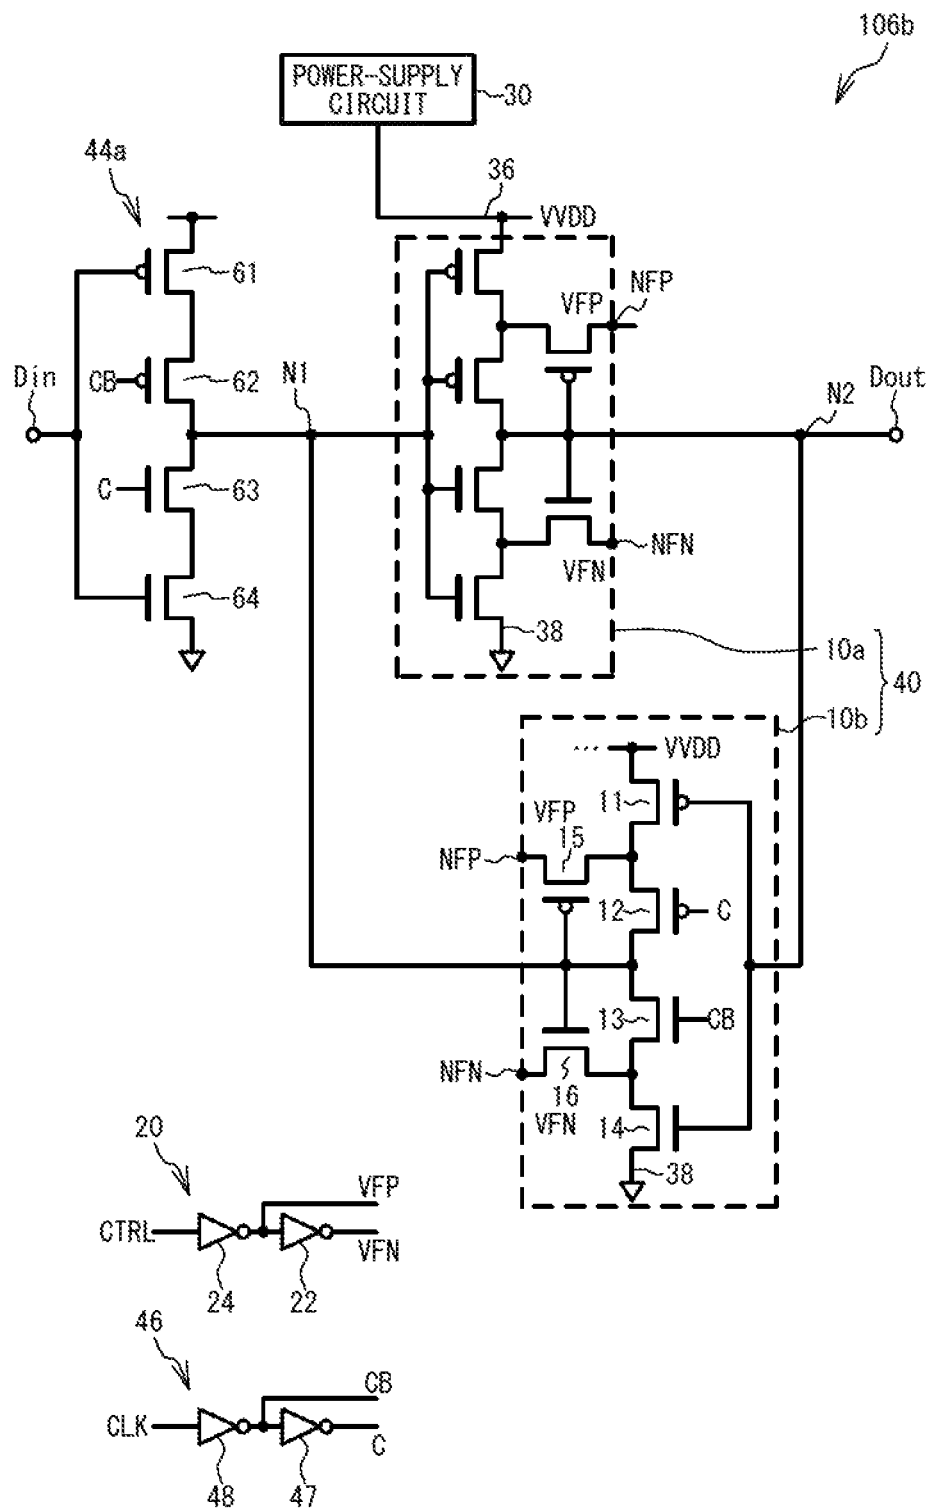 106b
POWER-SUPPLY
CIRCUIT
30
44a
36
VVDD
61
NFP
VFP
Din
CB
62
N1
N2
Dout
C
63
NFN
VFN
64
38
10a
40
10b
VVDD
11
VFP
15
NFP
12
C
13
CB
NFN
16
VFN
14
38
20
VFP
CTRL
VFN
24
22
46
CB
CLK
C
48
47